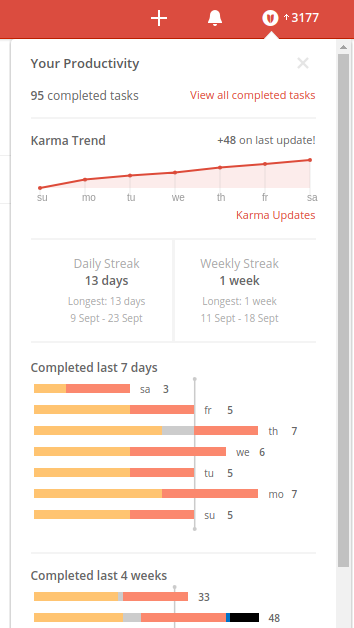 3177
Your Productivity
95 completed tasks View all completed tasks
Karma Trend +48 on last update!
su mo tu we th fr sa
Karma Updates
Daily Streak Weekly Streak
13 days 1 week
Longest: 13 days Longest: 1 week
9 Sept - 23 Sept 11 Sept - 18 Sept
Completed last 7 days
sa 3
fr 5
th 7
we 6
tu 5
mo 7
su 5
Completed last 4 weeks
33
48